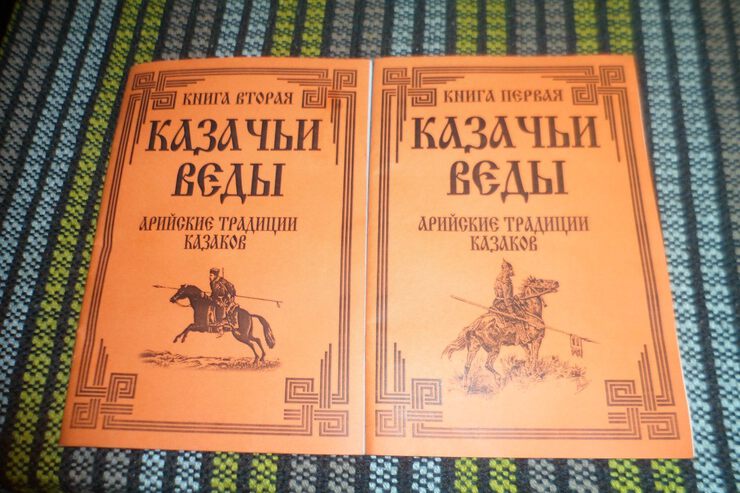 КНИГА ВТОРАЯ
КАЗАЧЬИ
ВЕДЫ
АРИЙСКИЕ ТРАДИЦИИ
КАЗАКОВ
КНИГА ПЕРВАЯ
КАЗАЧЬИ
ВЕДЫ
АРИЙСКИЕ ТРАДИЦИИ
КАЗАКОВ